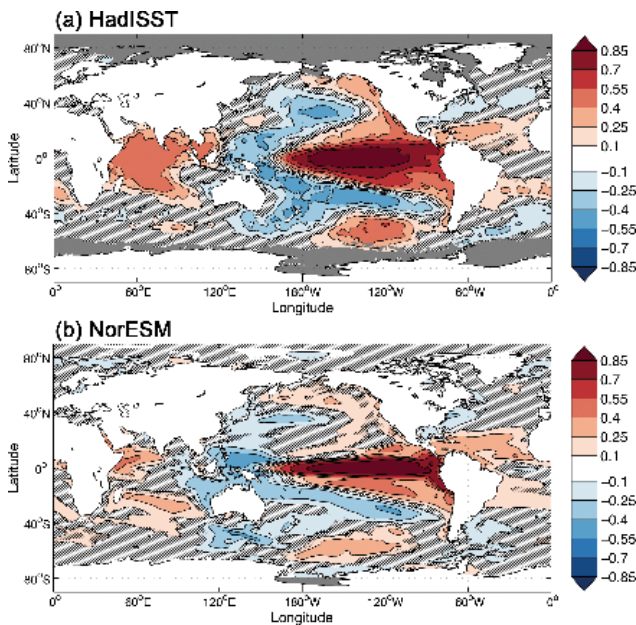 (a) HadISST
80°N
40°N
0°
40°S
80°S
Latitude
0°
60°E
120°E
160°W
120°W
60°W
0°
Longitude
0.85
0.7
0.55
0.4
0.25
0.1
−0.1
−0.25
−0.4
−0.55
−0.7
−0.85
(b) NorESM
80°N
40°N
0°
40°S
80°S
Latitude
0°
60°E
120°E
160°W
120°W
60°W
0°
Longitude
0.85
0.7
0.55
0.4
0.25
0.1
−0.1
−0.25
−0.4
−0.55
−0.7
−0.85